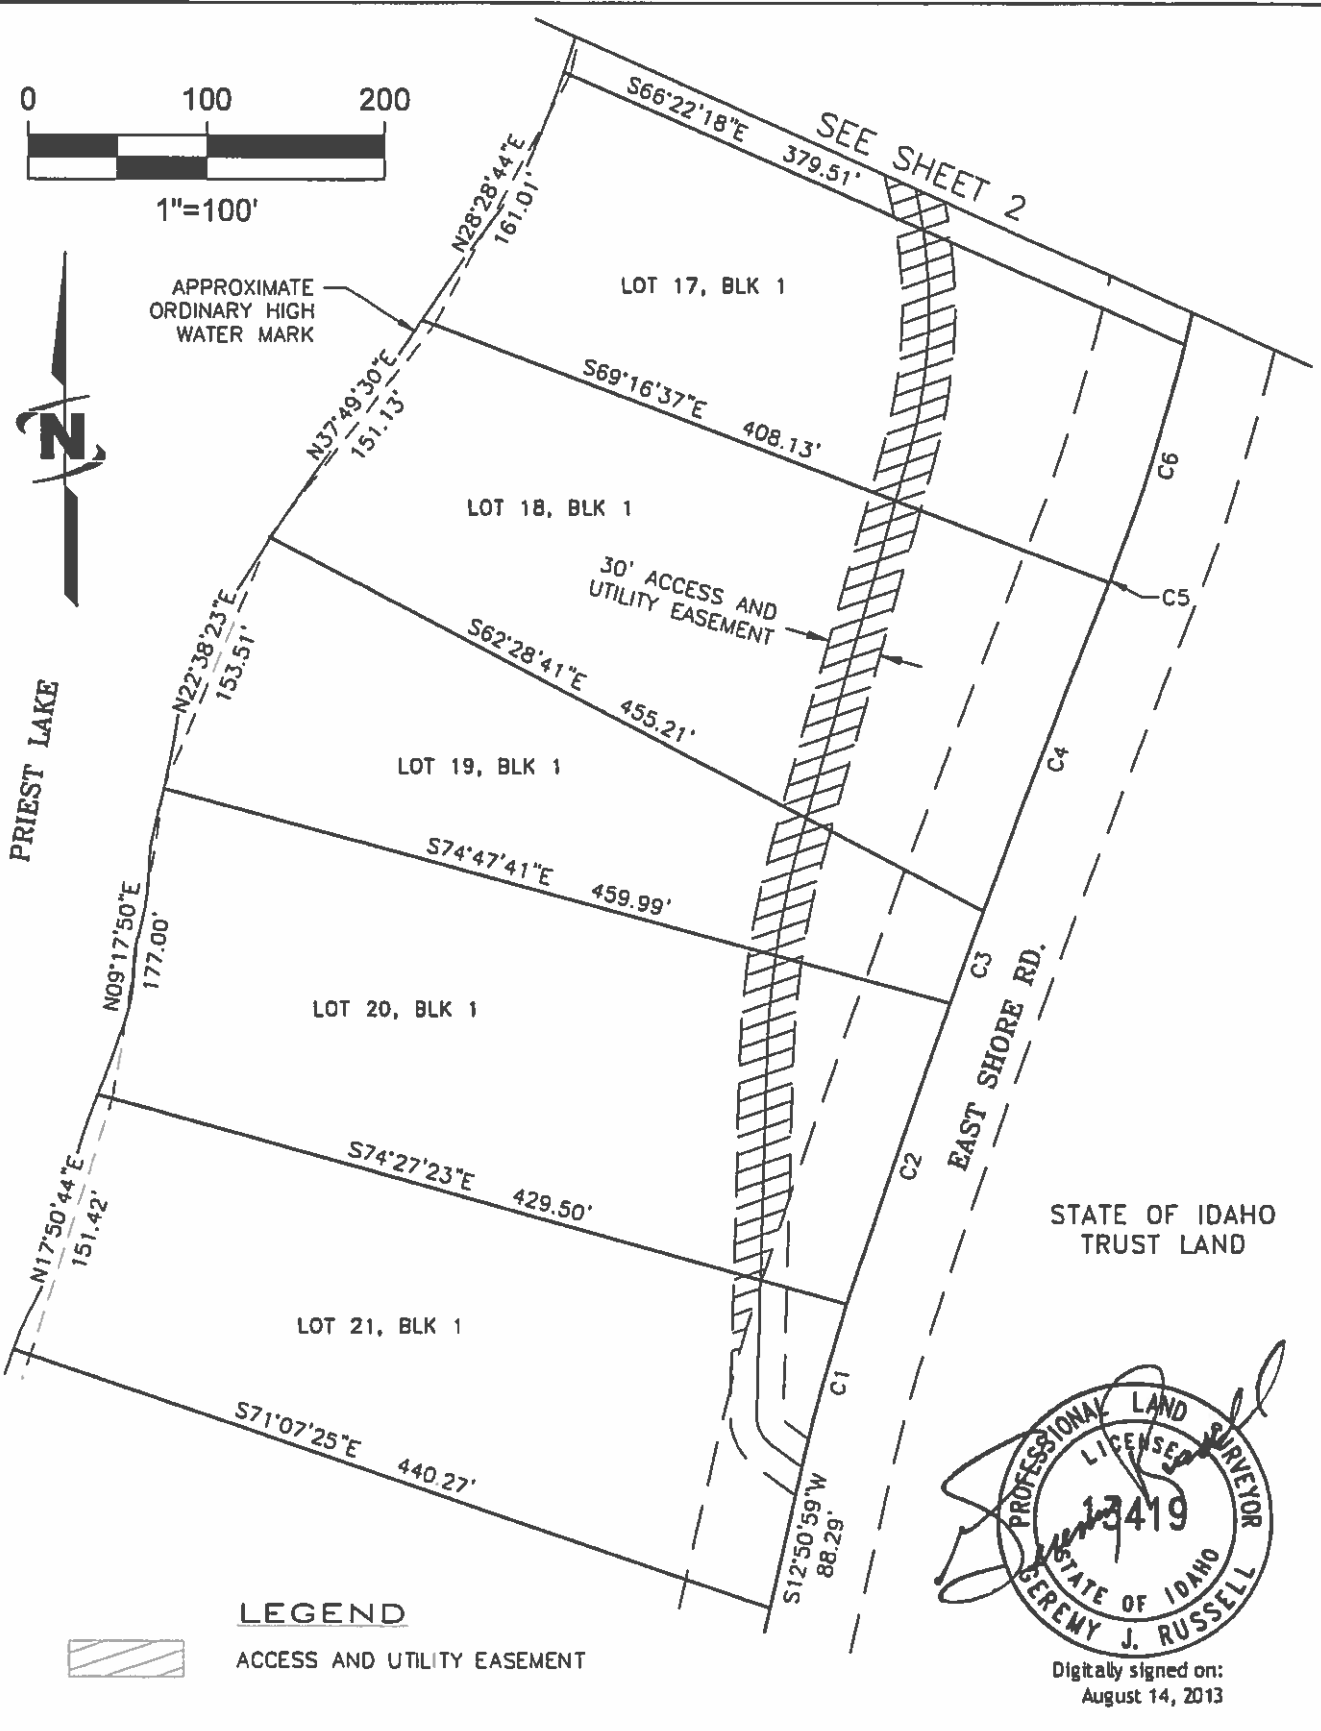 0 100 200
1"=100'
N
APPROXIMATE
ORDINARY HIGH
WATER MARK
S66°22'18"E 379.51'
SEE SHEET 2
N28°28'44"E
161.01'
LOT 17, BLK 1
N37°49'30"E
151.13'
S69°16'37"E 408.13'
C6
LOT 18, BLK 1
30' ACCESS AND
UTILITY EASEMENT
C5
N22°38'23"E
153.51'
S62°28'41"E 455.21'
C4
PRIEST LAKE
LOT 19, BLK 1
S74°47'41"E 459.99'
C3
N09°17'50"E
177.00'
LOT 20, BLK 1
EAST SHORE RD.
C2
S74°27'23"E 429.50'
N17°50'44"E
151.42'
STATE OF IDAHO
TRUST LAND
LOT 21, BLK 1
C1
S71°07'25"E 440.27'
S12°50'59"W
88.29'
PROFESSIONAL LAND SURVEYOR
LICENSED
13419
STATE OF IDAHO
GEREMY J. RUSSELL
Digitally signed on:
August 14, 2013
LEGEND
ACCESS AND UTILITY EASEMENT